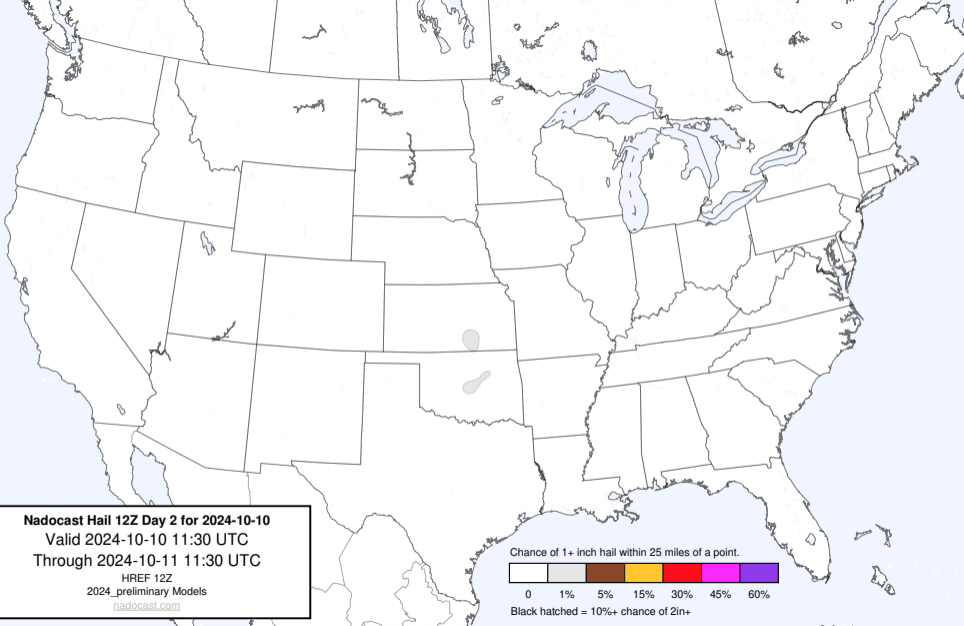 Nadocast Hail 12Z Day 2 for 2024-10-10
Valid 2024-10-10 11:30 UTC
Through 2024-10-11 11:30 UTC
HREF 12Z
2024_preliminary Models
nadocast.com
Chance of 1+ inch hail within 25 miles of a point.
0 1% 5% 15% 30% 45% 60%
Black hatched = 10%+ chance of 2in+